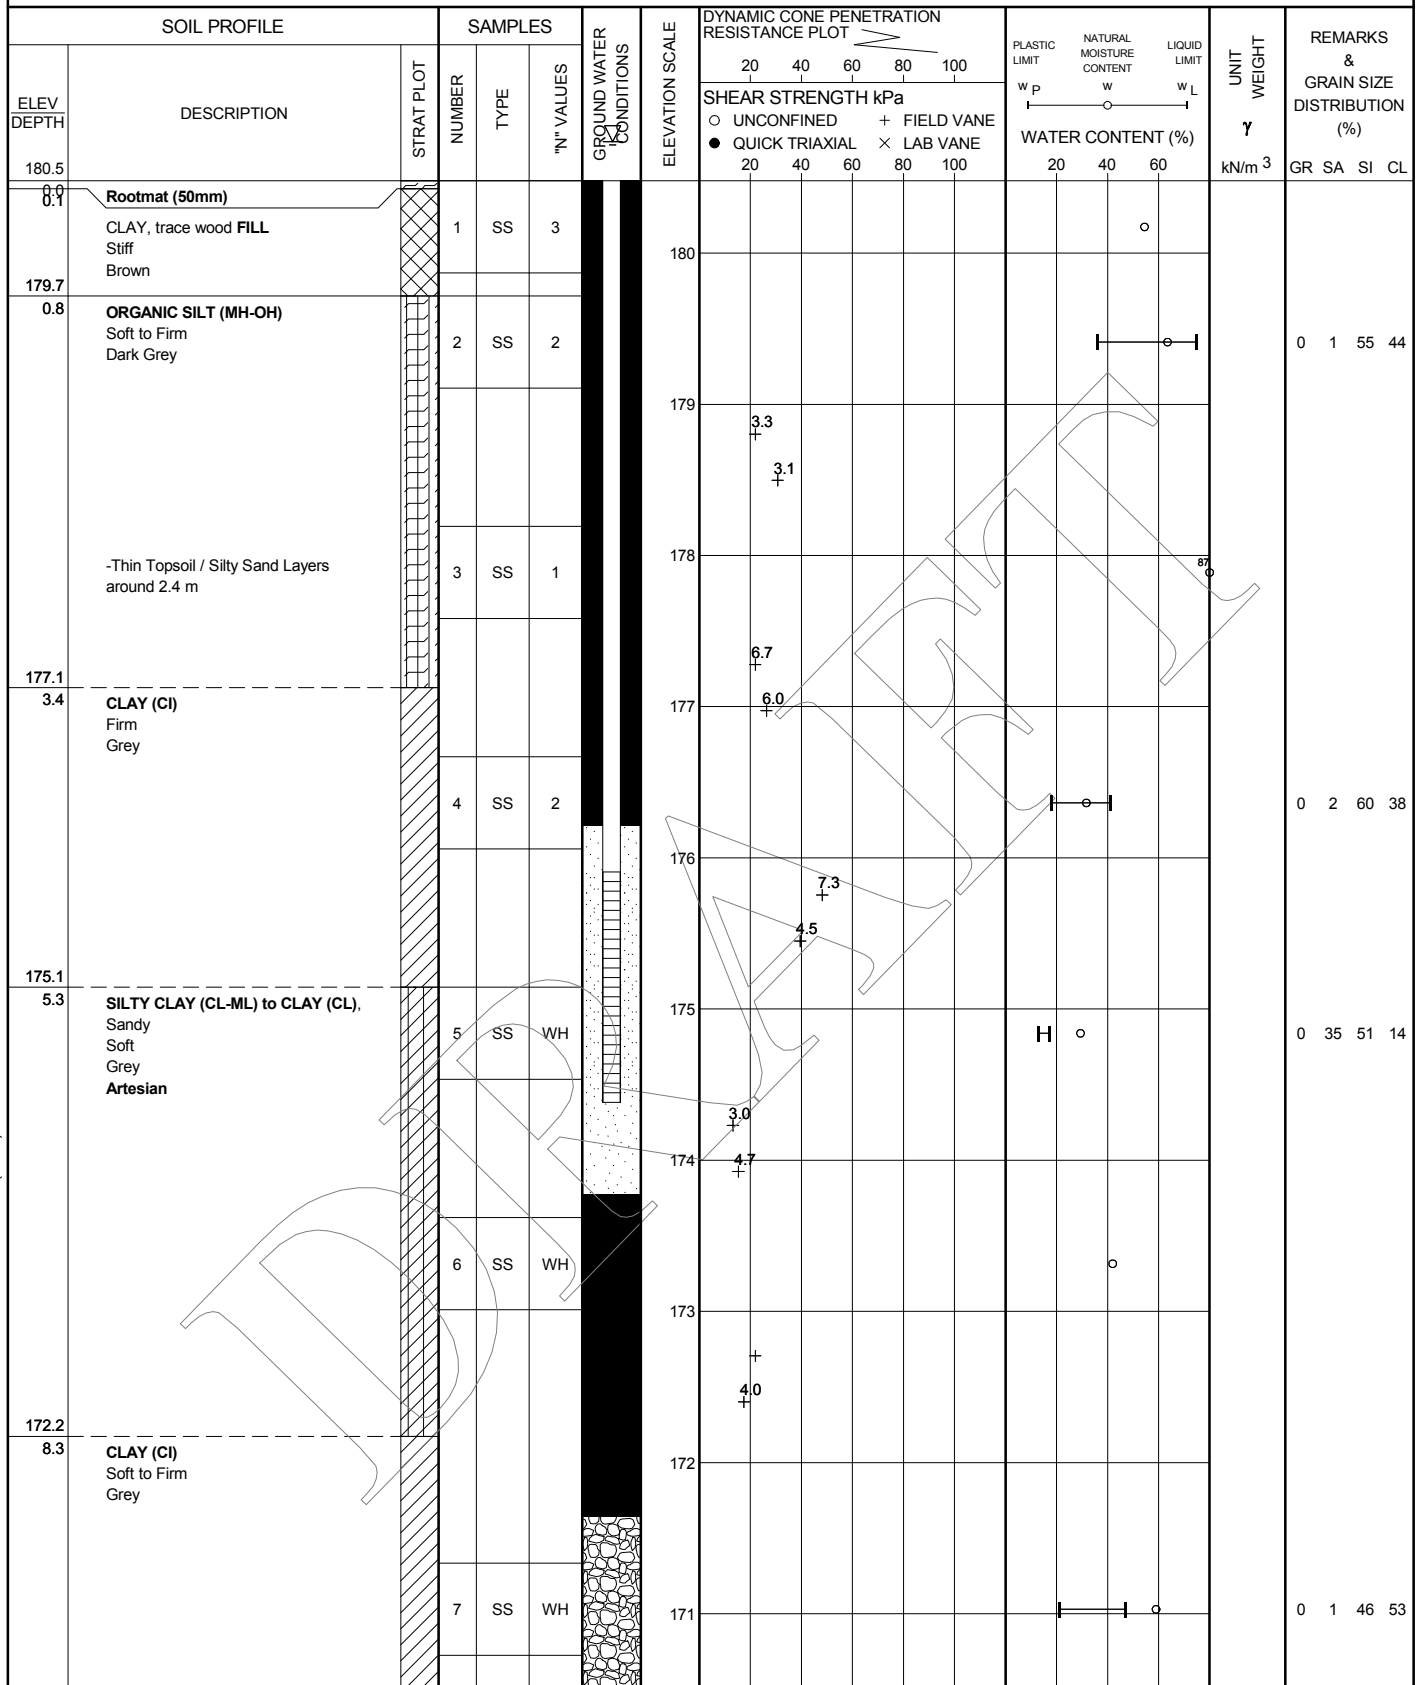 SOIL PROFILE
SAMPLES
GROUND WATER
CONDITIONS
ELEVATION SCALE
DYNAMIC CONE PENETRATION
RESISTANCE PLOT
20 40 60 80 100
SHEAR STRENGTH kPa
UNCONFINED + FIELD VANE
QUICK TRIAXIAL × LAB VANE
20 40 60 80 100
PLASTIC
LIMIT
NATURAL
MOISTURE
CONTENT
LIQUID
LIMIT
w P
w
w L
WATER CONTENT (%)
20 40 60
UNIT
WEIGHT
γ
kN/m 3
REMARKS
&
GRAIN SIZE
DISTRIBUTION
(%)
GR SA SI CL
ELEV
DEPTH
DESCRIPTION
STRAT PLOT
NUMBER
TYPE
"N" VALUES
180.5
0.0
0.1
Rootmat (50mm)
CLAY, trace wood FILL
Stiff
Brown
1 SS 3
180
179.7
0.8
ORGANIC SILT (MH-OH)
Soft to Firm
Dark Grey
2 SS 2
0 1 55 44
179
3.3
3.1
178
-Thin Topsoil / Silty Sand Layers
around 2.4 m
3 SS 1
87
6.7
177.1
3.4
CLAY (CI)
Firm
Grey
6.0
177
4 SS 2
0 2 60 38
176
7.3
4.5
175.1
5.3
SILTY CLAY (CL-ML) to CLAY (CL),
Sandy
Soft
Grey
Artesian
175
5 SS WH
0 35 51 14
3.0
174
4.7
6 SS WH
173
4.0
172.2
8.3
CLAY (CI)
Soft to Firm
Grey
172
7 SS WH
171
0 1 46 53
DRAFT